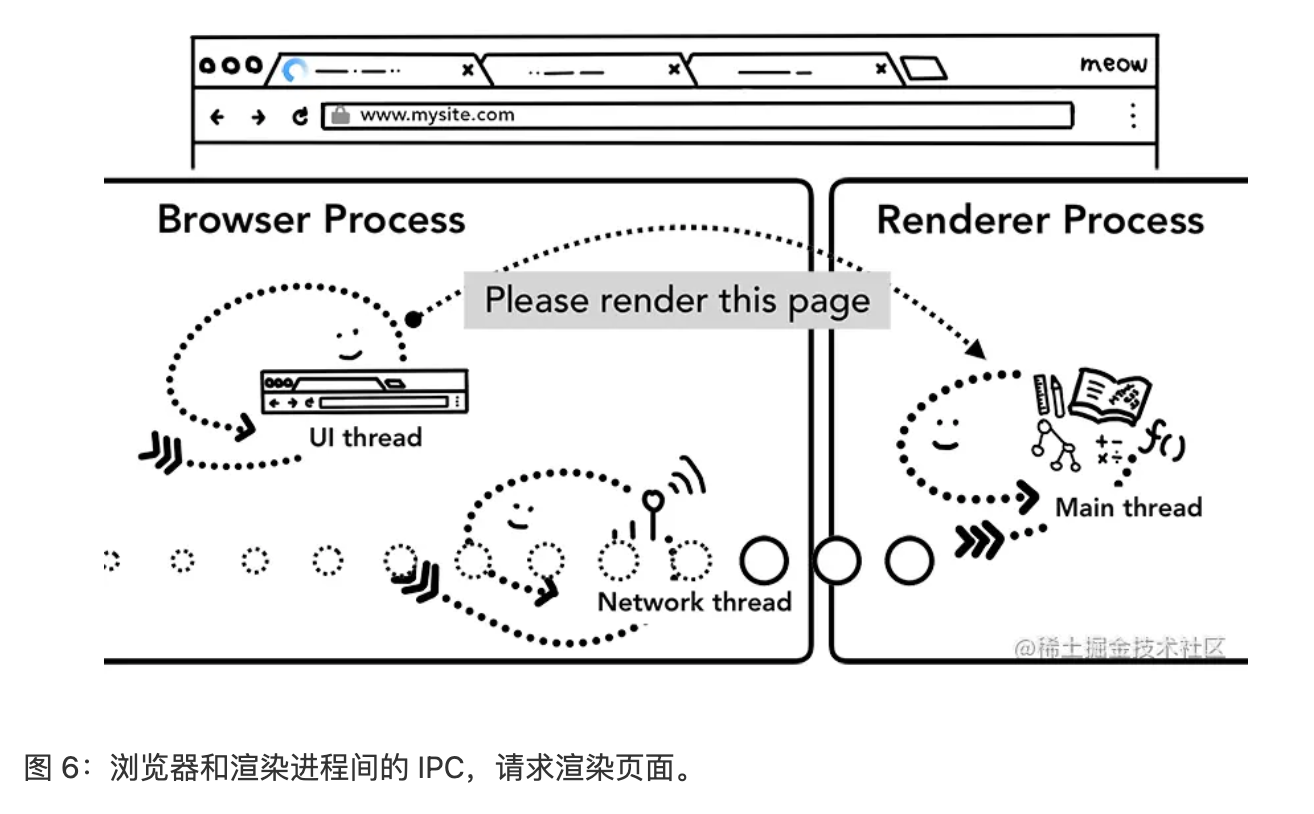 meow
www.mysite.com
Browser Process
Renderer Process
Please render this page
UI thread
f()
Main thread
Network thread
@稀土掘金技术社区
图 6：浏览器和渲染进程间的 IPC，请求渲染页面。